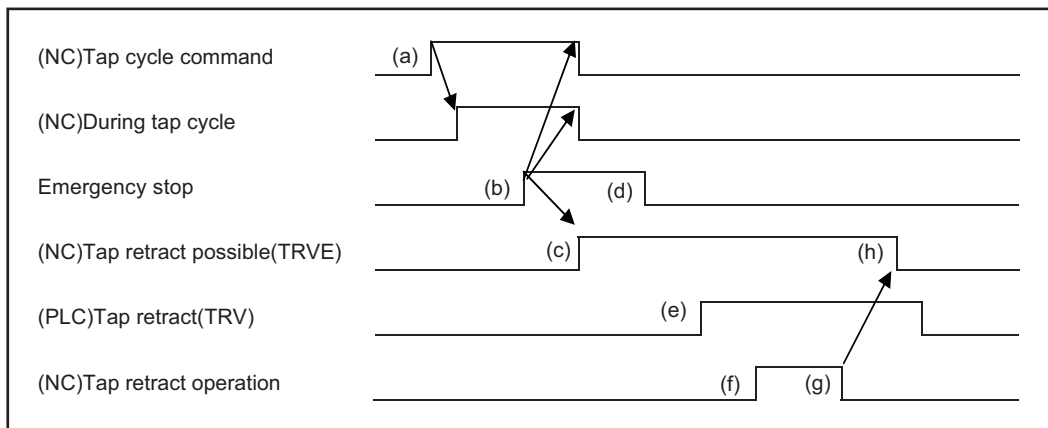 (NC)Tap cycle command (a)
(NC)During tap cycle
Emergency stop (b) (d)
(NC)Tap retract possible(TRVE) (c) (h)
(PLC)Tap retract(TRV) (e)
(NC)Tap retract operation (f) (g)